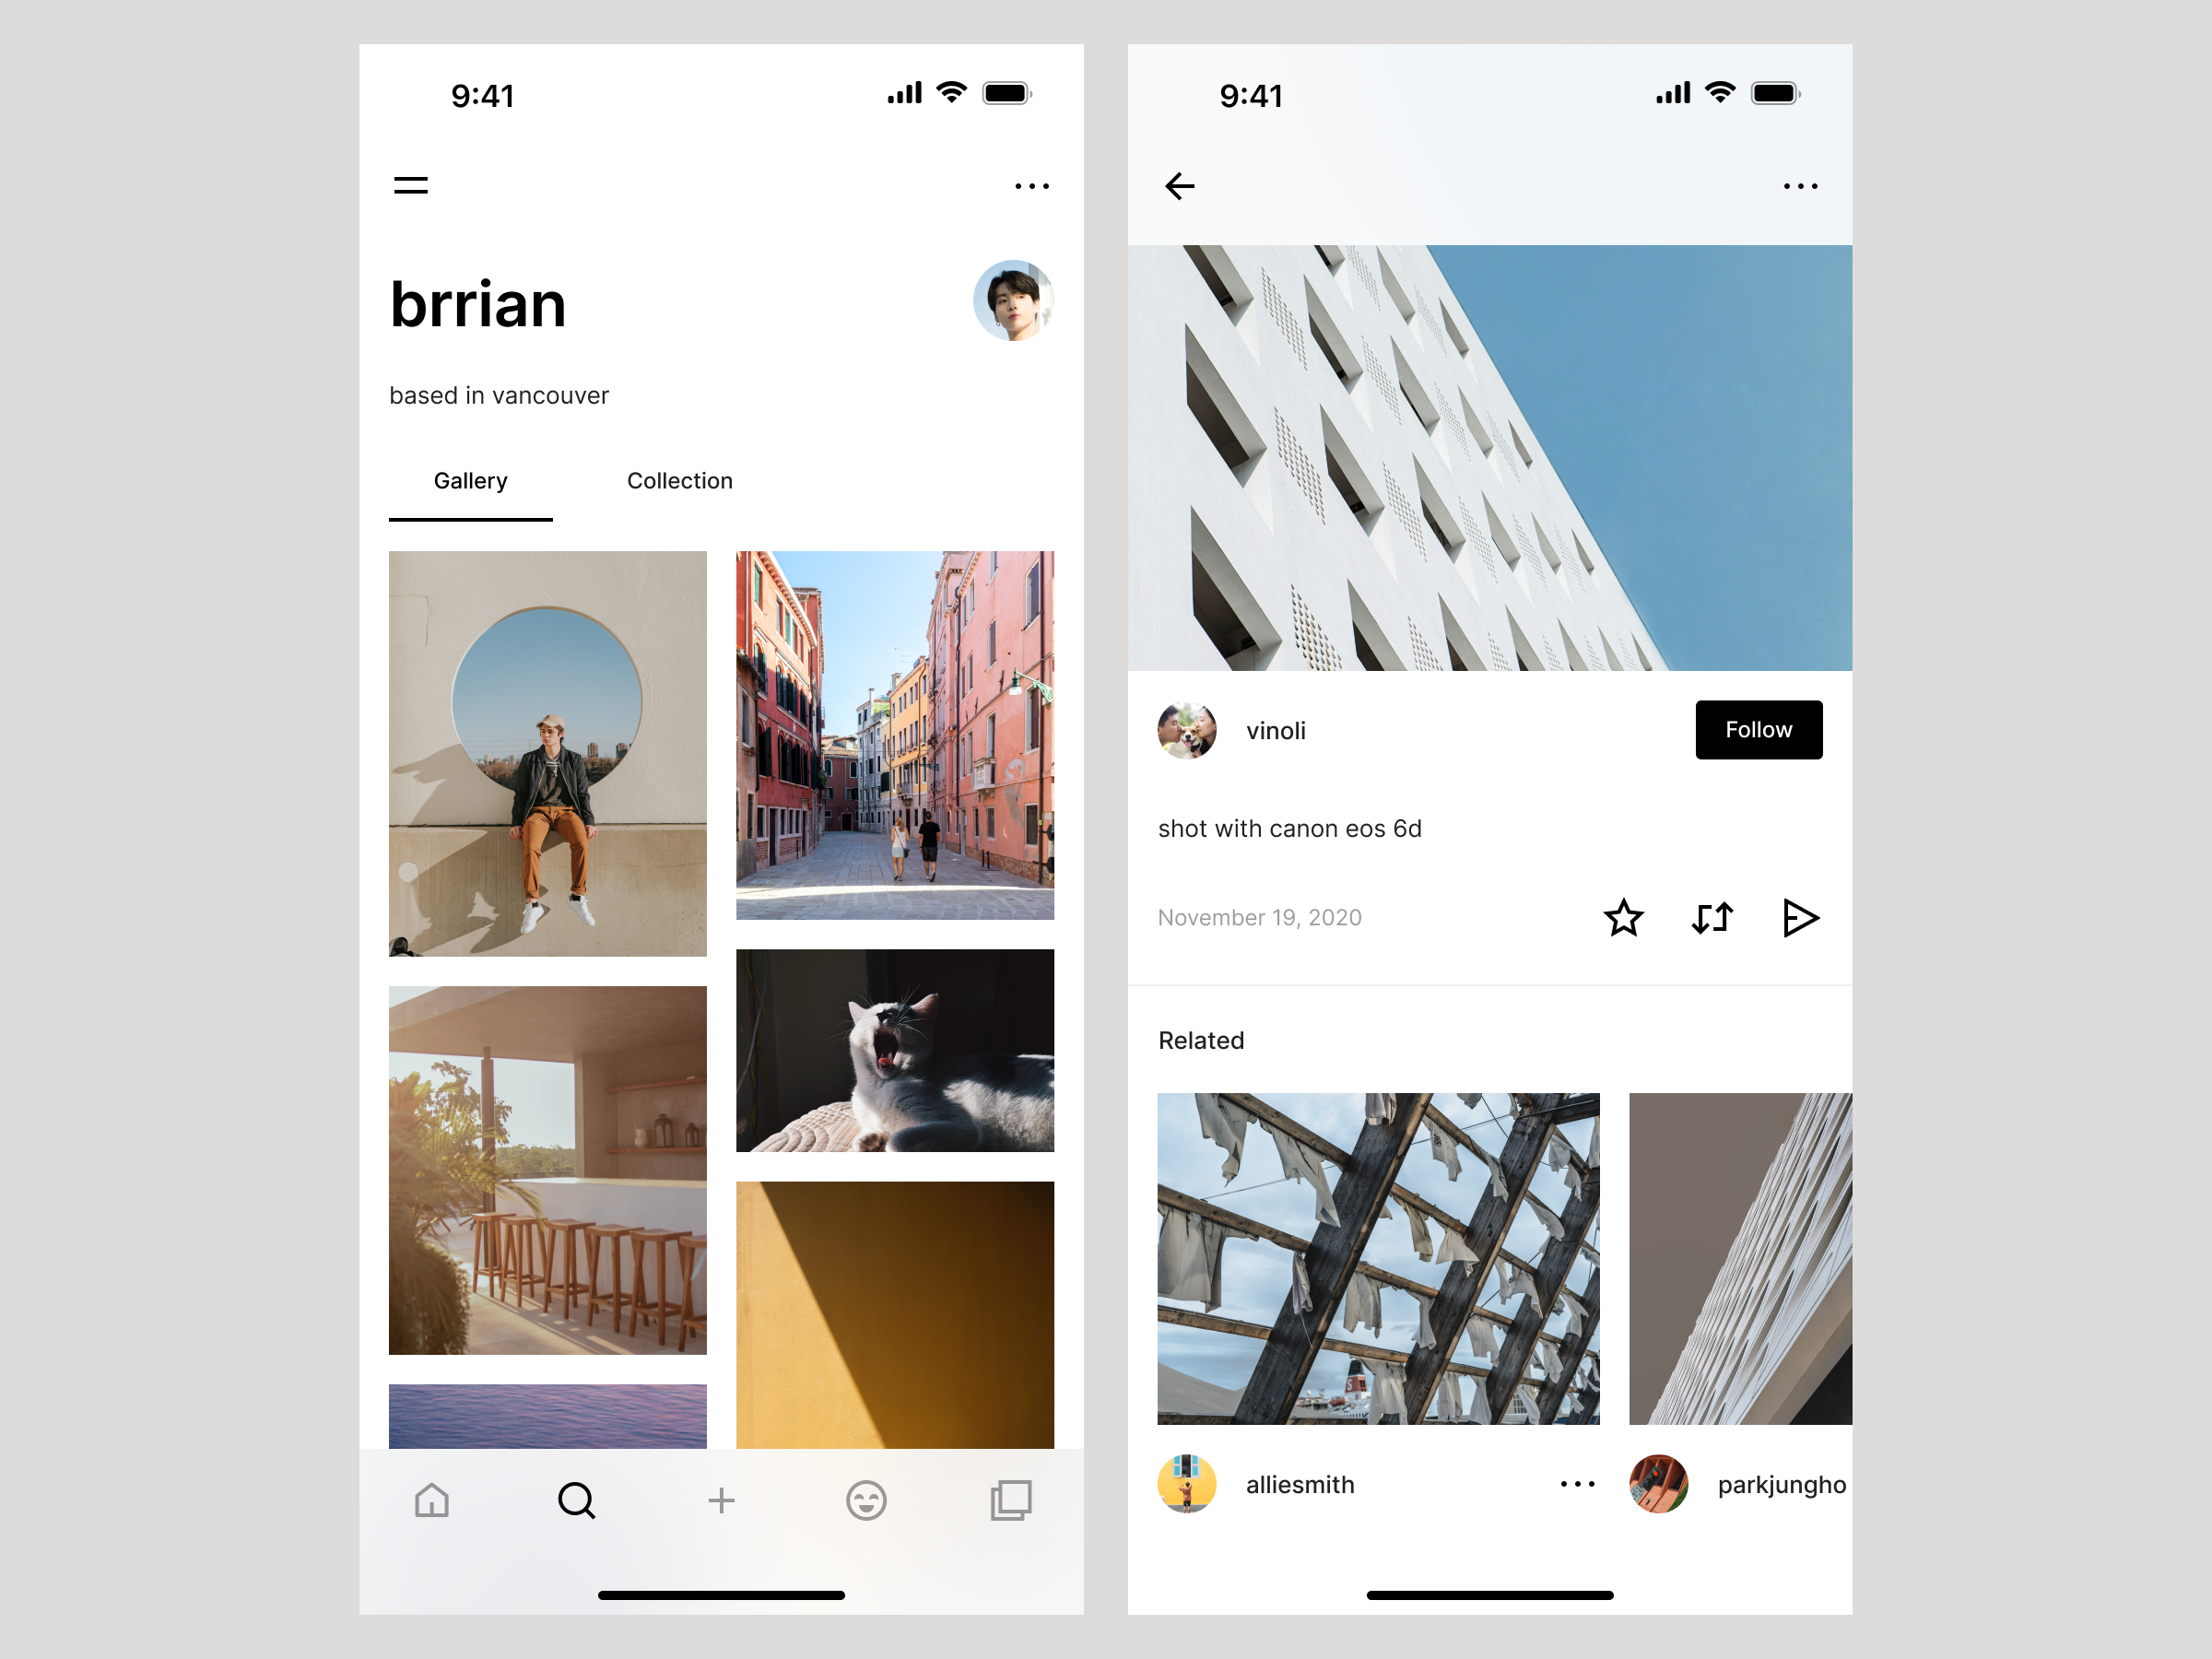 9:41
brrian
based in vancouver
Gallery Collection
9:41
vinoli
Follow
shot with canon eos 6d
November 19, 2020
Related
alliesmith
parkjungho